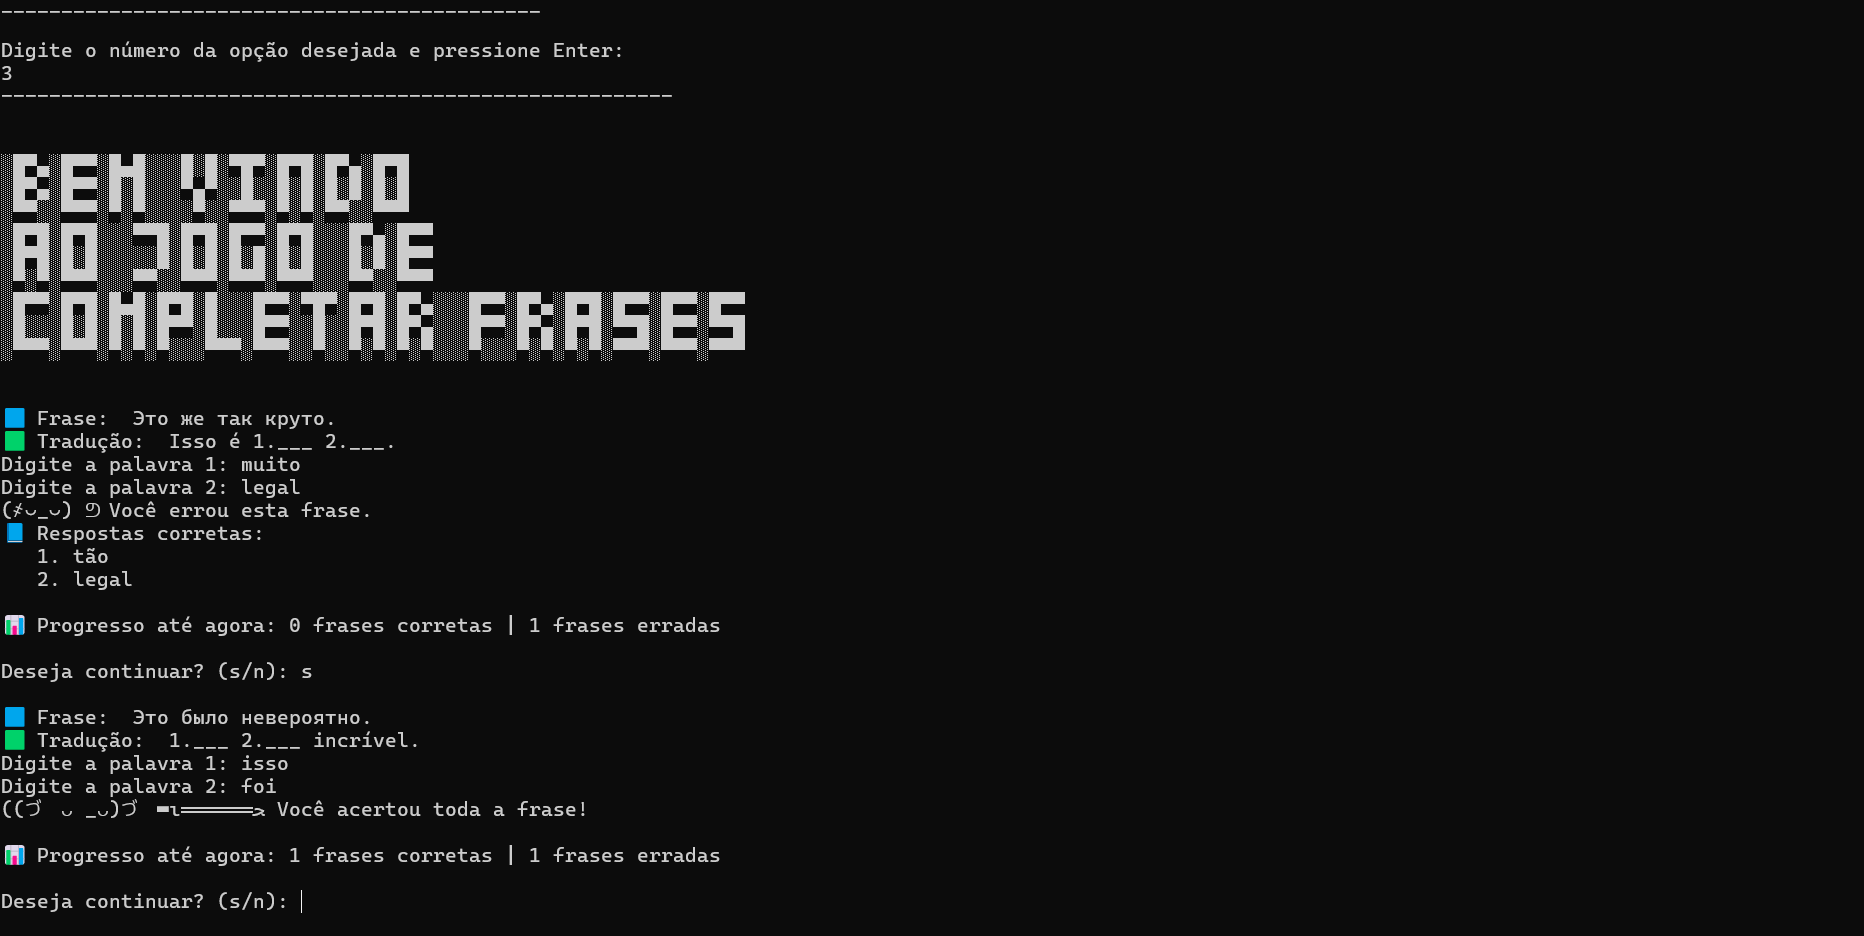 ---------------------------------------------
Digite o número da opção desejada e pressione Enter:
3
--------------------------------------------------------
BEM VINDO
AO JOGO DE
COMPLETAR FRASES
🟦 Frase:  Это же так круто.
🟩 Tradução:  Isso é 1.___ 2.___.
Digite a palavra 1: muito
Digite a palavra 2: legal
Você errou esta frase.
📘 Respostas corretas:
1. tão
2. legal
📊 Progresso até agora: 0 frases corretas | 1 frases erradas
Deseja continuar? (s/n): s
🟦 Frase:  Это было невероятно.
🟩 Tradução:  1.___ 2.___ incrível.
Digite a palavra 1: isso
Digite a palavra 2: foi
((づ ᴗ _ᴗ)づ ▬ι══════ﺤ Você acertou toda a frase!
📊 Progresso até agora: 1 frases corretas | 1 frases erradas
Deseja continuar? (s/n):